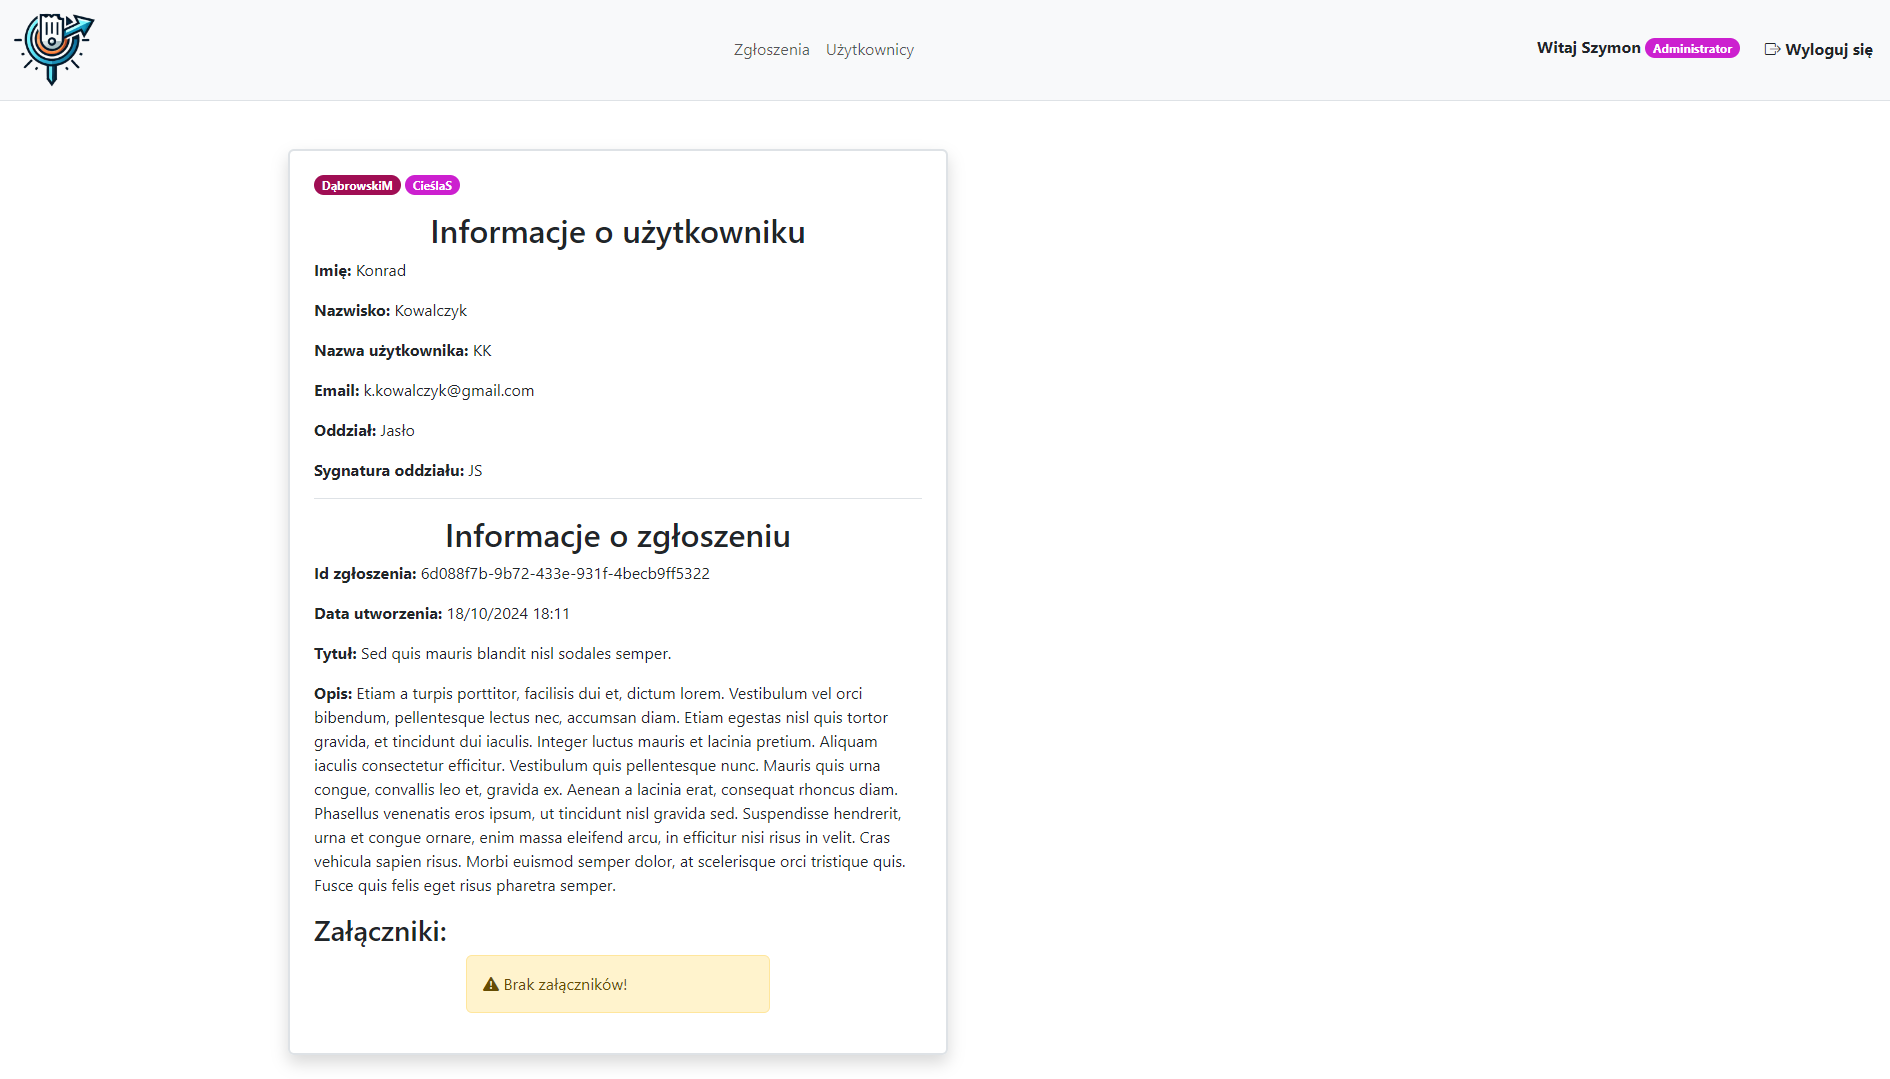 Zgłoszenia Użytkownicy
Witaj Szymon Administrator Wyloguj się
DąbrowskiM CieślaS
Informacje o użytkowniku
Imię: Konrad
Nazwisko: Kowalczyk
Nazwa użytkownika: KK
Email: k.kowalczyk@gmail.com
Oddział: Jasło
Sygnatura oddziału: JS
Informacje o zgłoszeniu
Id zgłoszenia: 6d088f7b-9b72-433e-931f-4becb9ff5322
Data utworzenia: 18/10/2024 18:11
Tytuł: Sed quis mauris blandit nisl sodales semper.
Opis: Etiam a turpis porttitor, facilisis dui et, dictum lorem. Vestibulum vel orci
bibendum, pellentesque lectus nec, accumsan diam. Etiam egestas nisl quis tortor
gravida, et tincidunt dui iaculis. Integer luctus mauris et lacinia pretium. Aliquam
iaculis consectetur efficitur. Vestibulum quis pellentesque nunc. Mauris quis urna
congue, convallis leo et, gravida ex. Aenean a lacinia erat, consequat rhoncus diam.
Phasellus venenatis eros ipsum, ut tincidunt nisl gravida sed. Suspendisse hendrerit,
urna et congue ornare, enim massa eleifend arcu, in efficitur nisi risus in velit. Cras
vehicula sapien risus. Morbi euismod semper dolor, at scelerisque orci tristique quis.
Fusce quis felis eget risus pharetra semper.
Załączniki:
Brak załączników!